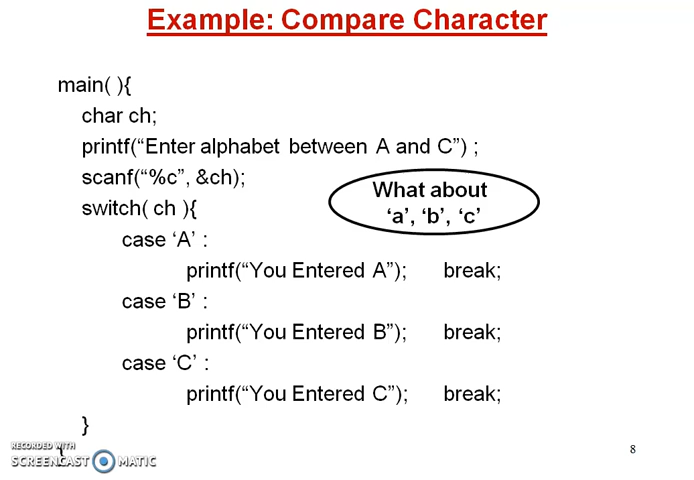 Example: Compare Character
main( ){
char ch;
printf(“Enter alphabet between A and C”) ;
scanf(“%c”, &ch);
What about
‘a’, ‘b’, ‘c’
switch( ch ){
case ‘A’ :
printf(“You Entered A”); break;
case ‘B’ :
printf(“You Entered B”); break;
case ‘C’ :
printf(“You Entered C”); break;
}
RECORDED WITH
SCREENCAST MATIC
8